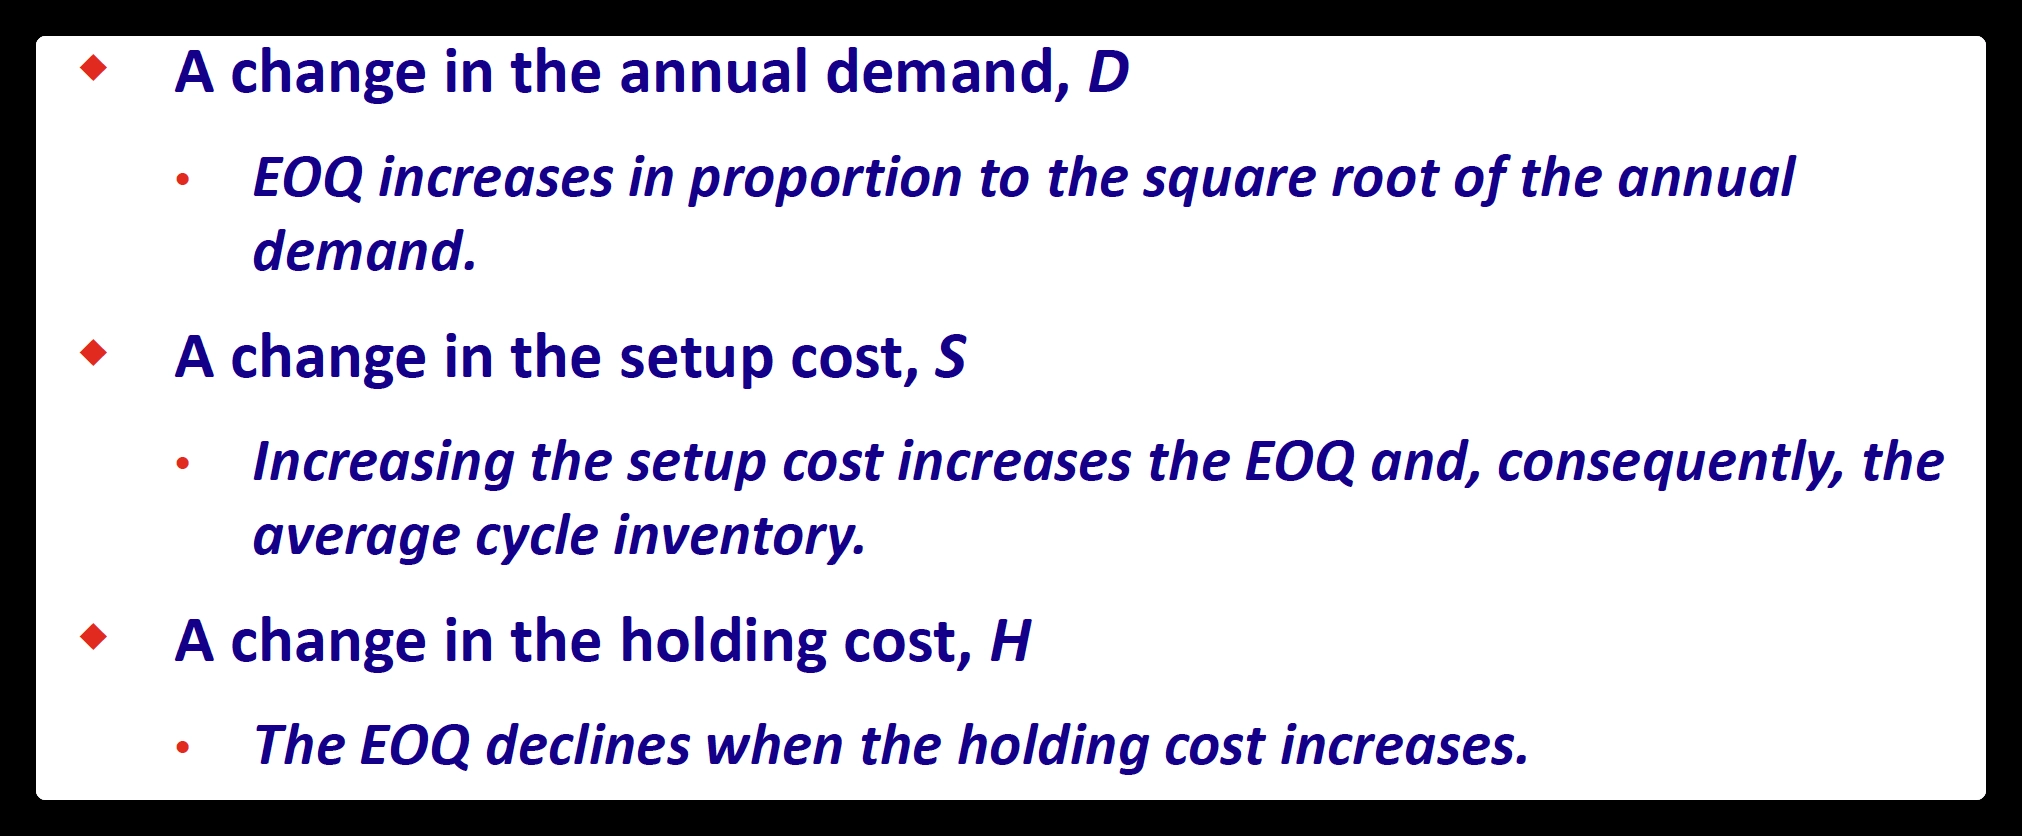 ◆ A change in the annual demand, D
• EOQ increases in proportion to the square root of the annual
demand.
◆ A change in the setup cost, S
• Increasing the setup cost increases the EOQ and, consequently, the
average cycle inventory.
◆ A change in the holding cost, H
• The EOQ declines when the holding cost increases.